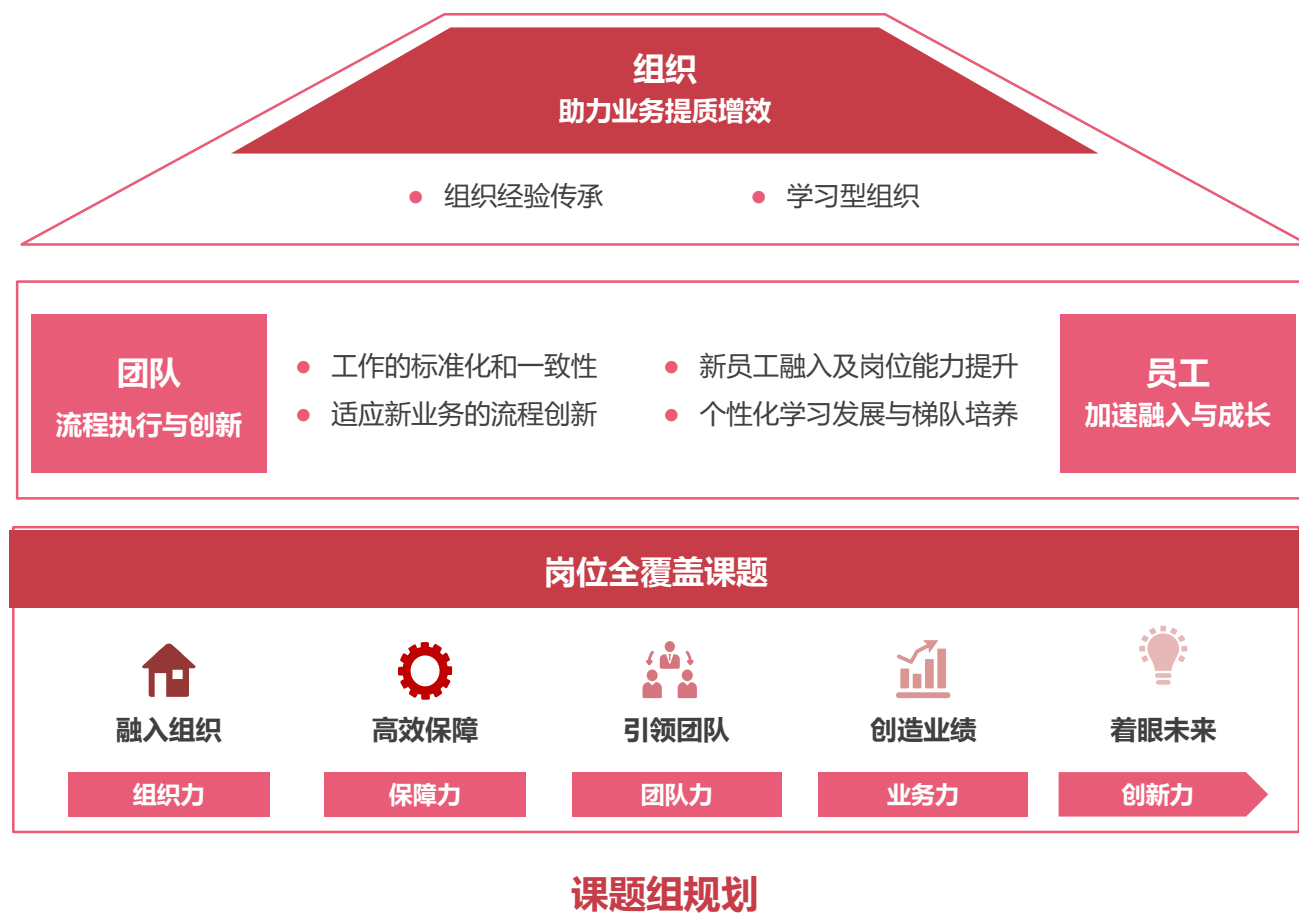 组织
助力业务提质增效
● 组织经验传承
● 学习型组织
团队
流程执行与创新
● 工作的标准化和一致性
● 适应新业务的流程创新
● 新员工融入及岗位能力提升
● 个性化学习发展与梯队培养
员工
加速融入与成长
岗位全覆盖课题
融入组织
高效保障
引领团队
创造业绩
着眼未来
组织力
保障力
团队力
业务力
创新力
课题组规划